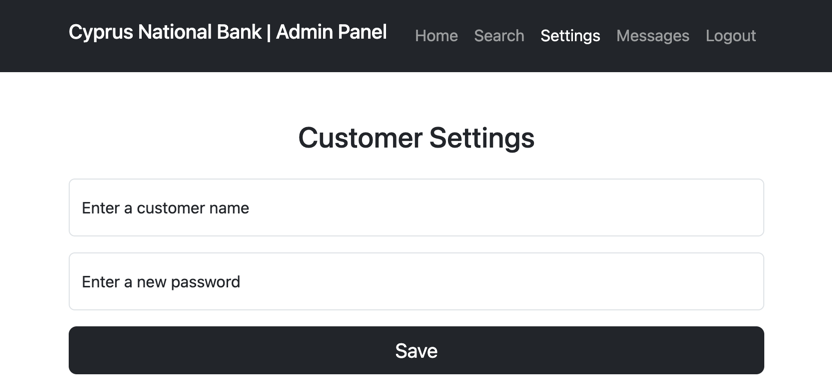 Cyprus National Bank | Admin Panel Home Search Settings Messages Logout
Customer Settings
Enter a customer name
Enter a new password
Save